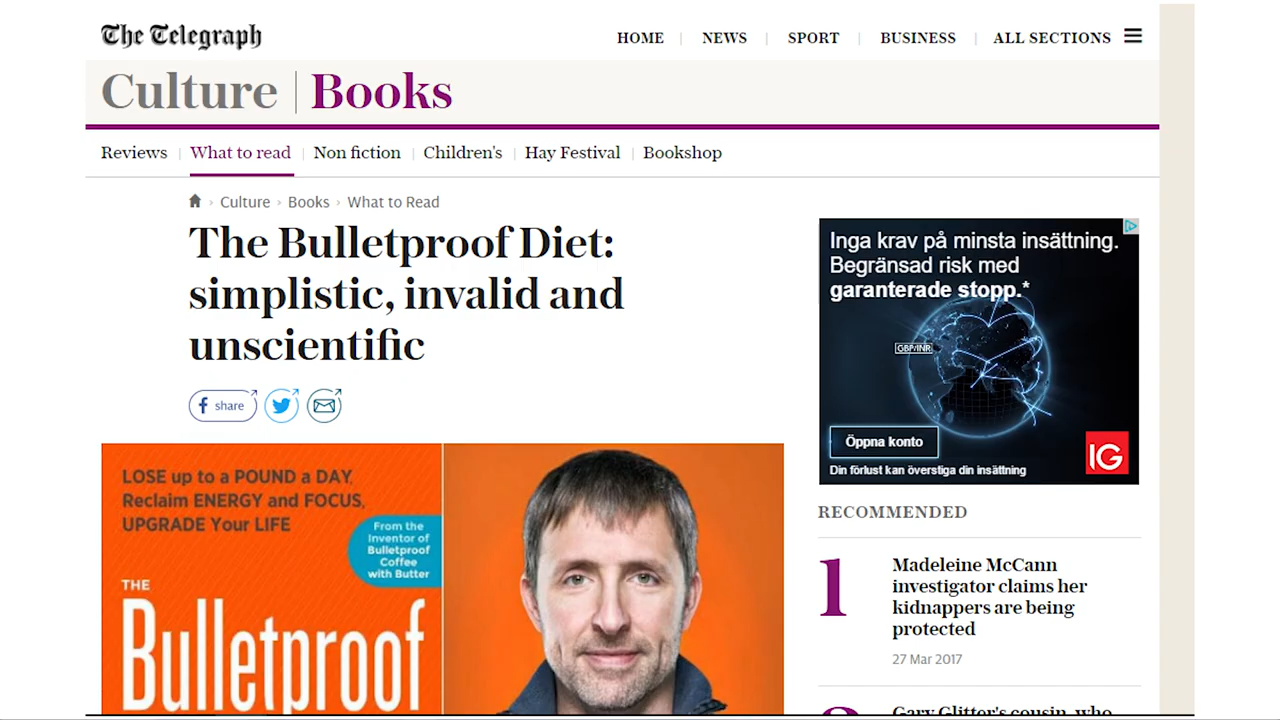 The Telegraph
HOME
NEWS
SPORT
BUSINESS
ALL SECTIONS
Culture
Books
Reviews
What to read
Non fiction
Children's
Hay Festival
Bookshop
Culture › Books › What to Read
The Bulletproof Diet:
simplistic, invalid and
unscientific
share
LOSE up to a POUND a DAY,
Reclaim ENERGY and FOCUS,
UPGRADE Your LIFE
From the
Inventor of
Bulletproof
Coffee
with Butter
THE
Bulletproof
Inga krav på minsta insättning.
Begränsad risk med
garanterade stopp.*
GBP/INR
Öppna konto
Din förlust kan överstiga din insättning
IG
RECOMMENDED
1
Madeleine McCann
investigator claims her
kidnappers are being
protected
27 Mar 2017
Gary Glitter's cousin, who